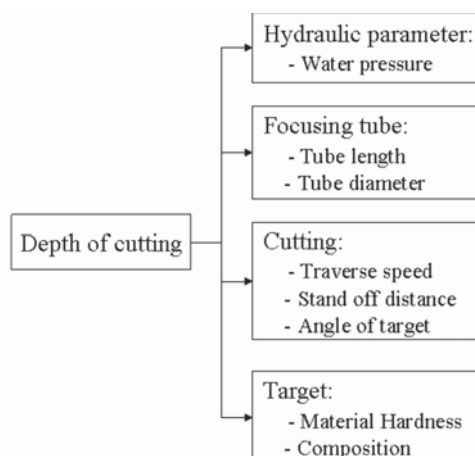 Hydraulic parameter:
- Water pressure
Focusing tube:
- Tube length
- Tube diameter
Depth of cutting
Cutting:
- Traverse speed
- Stand off distance
- Angle of target
Target:
- Material Hardness
- Composition